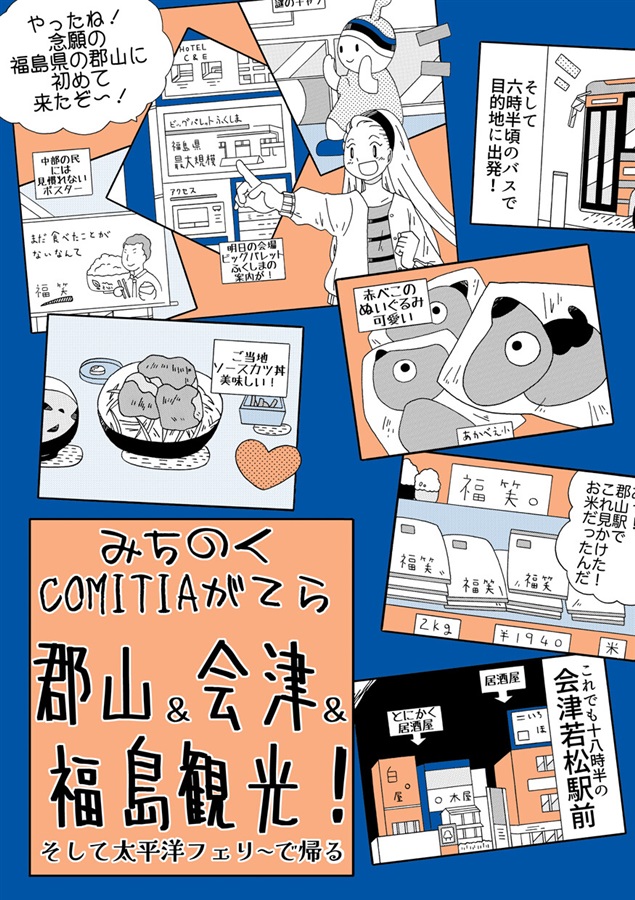 やったね!
念願の
福島県の郡山に
初めて
来たぞ〜!
謎のキャラ
HOTEL
C&E
ビッグパレットふくしま
福島県
最大規模
アクセス
中部の民
には
見慣れない
ポスター
まだ食べたことが
ないなんて
福笑
明日の会場
ビッグパレット
ふくしまの
案内が!
そして
六時半頃のバスで
目的地に出発!
赤べこの
ぬいぐるみ
可愛い
あかべえ小
ご当地
ソースカツ丼
美味しい!
郡山駅で
これ見かけた!
お米だったんだ
福笑。
福笑
福笑
福笑
2kg
¥1940
米
みちのく
COMITIAがてら
郡山&会津&
福島観光!
そして太平洋フェリ〜で帰る
これでも十八時半の
会津若松駅前
居酒屋
とにかく
居酒屋
いろ
は
白
屋
木屋